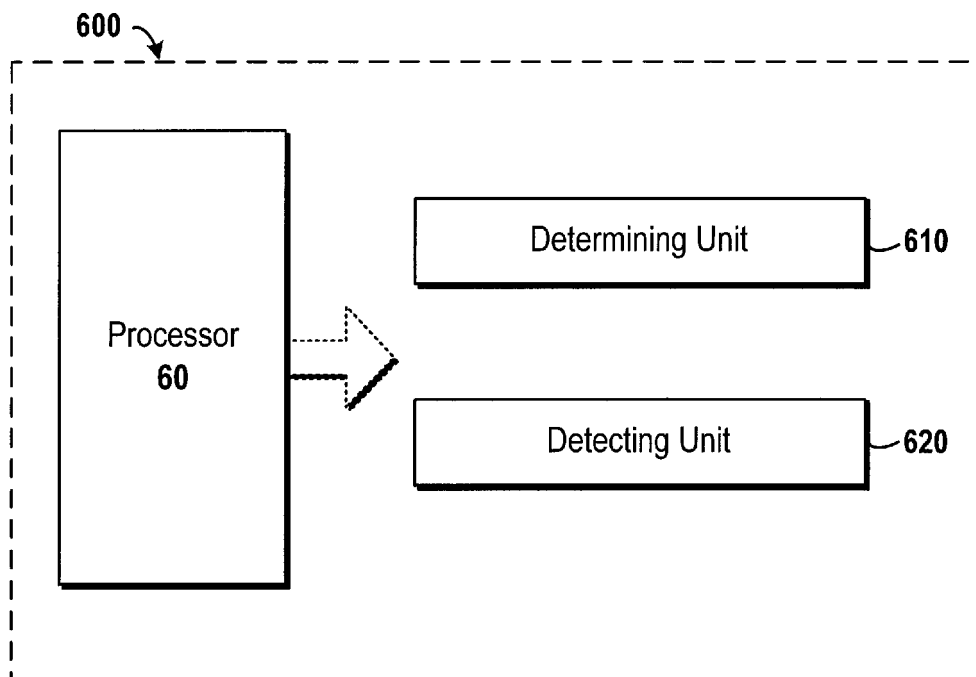 600
Processor
60
Determining Unit
610
Detecting Unit
620